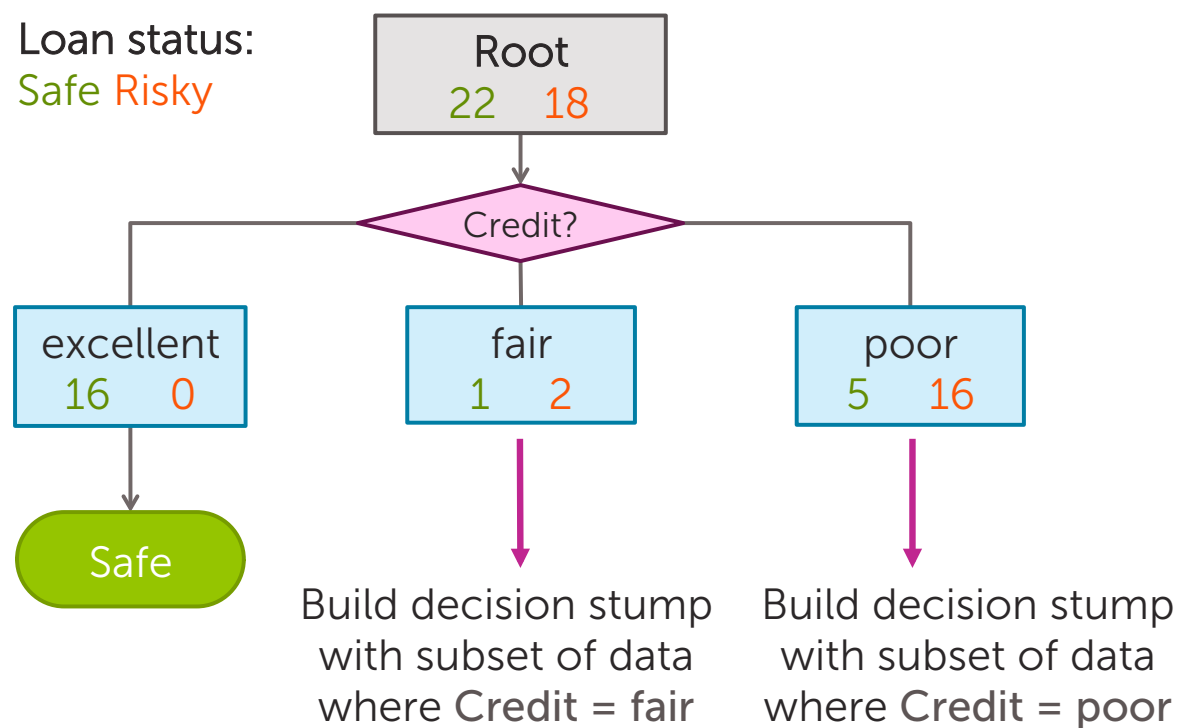 Loan status:
Safe Risky
Root
22 18
Credit?
excellent
16 0
fair
1 2
poor
5 16
Safe
Build decision stump
with subset of data
where Credit = fair
Build decision stump
with subset of data
where Credit = poor